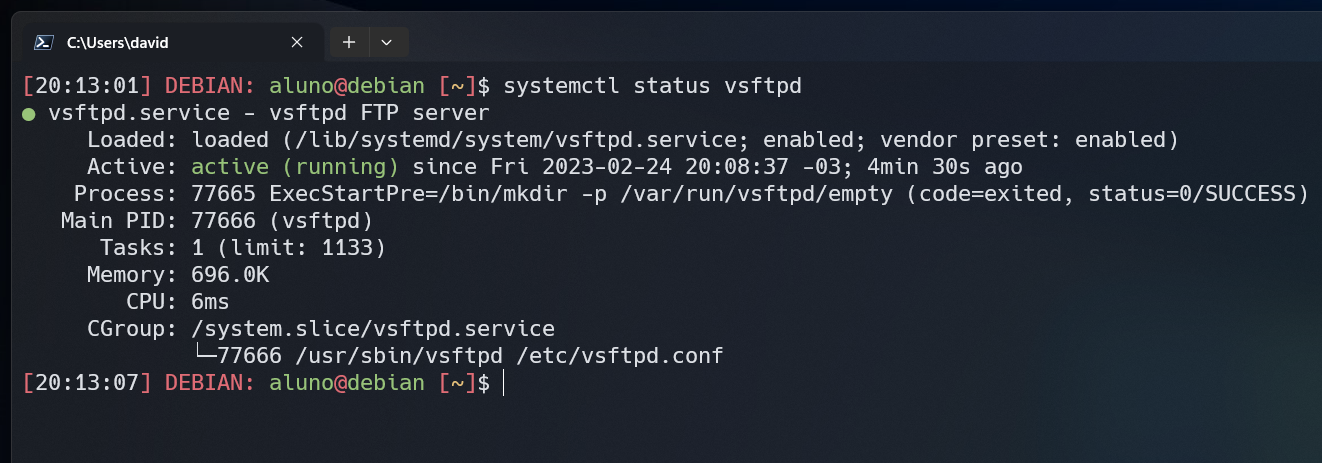 C:\Users\david
[20:13:01] DEBIAN: aluno@debian [~]$ systemctl status vsftpd
● vsftpd.service - vsftpd FTP server
     Loaded: loaded (/lib/systemd/system/vsftpd.service; enabled; vendor preset: enabled)
     Active: active (running) since Fri 2023-02-24 20:08:37 -03; 4min 30s ago
    Process: 77665 ExecStartPre=/bin/mkdir -p /var/run/vsftpd/empty (code=exited, status=0/SUCCESS)
   Main PID: 77666 (vsftpd)
      Tasks: 1 (limit: 1133)
     Memory: 696.0K
        CPU: 6ms
     CGroup: /system.slice/vsftpd.service
             └─77666 /usr/sbin/vsftpd /etc/vsftpd.conf
[20:13:07] DEBIAN: aluno@debian [~]$